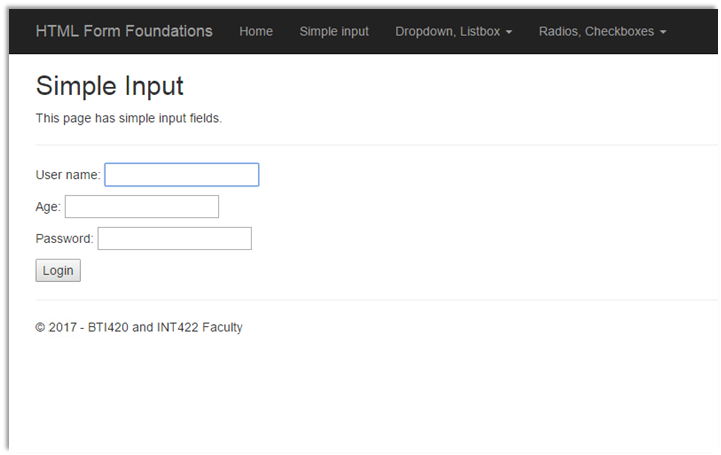 HTML Form Foundations Home Simple input Dropdown, Listbox Radios, Checkboxes
Simple Input
This page has simple input fields.
User name:
Age:
Password:
Login
© 2017 - BTI420 and INT422 Faculty